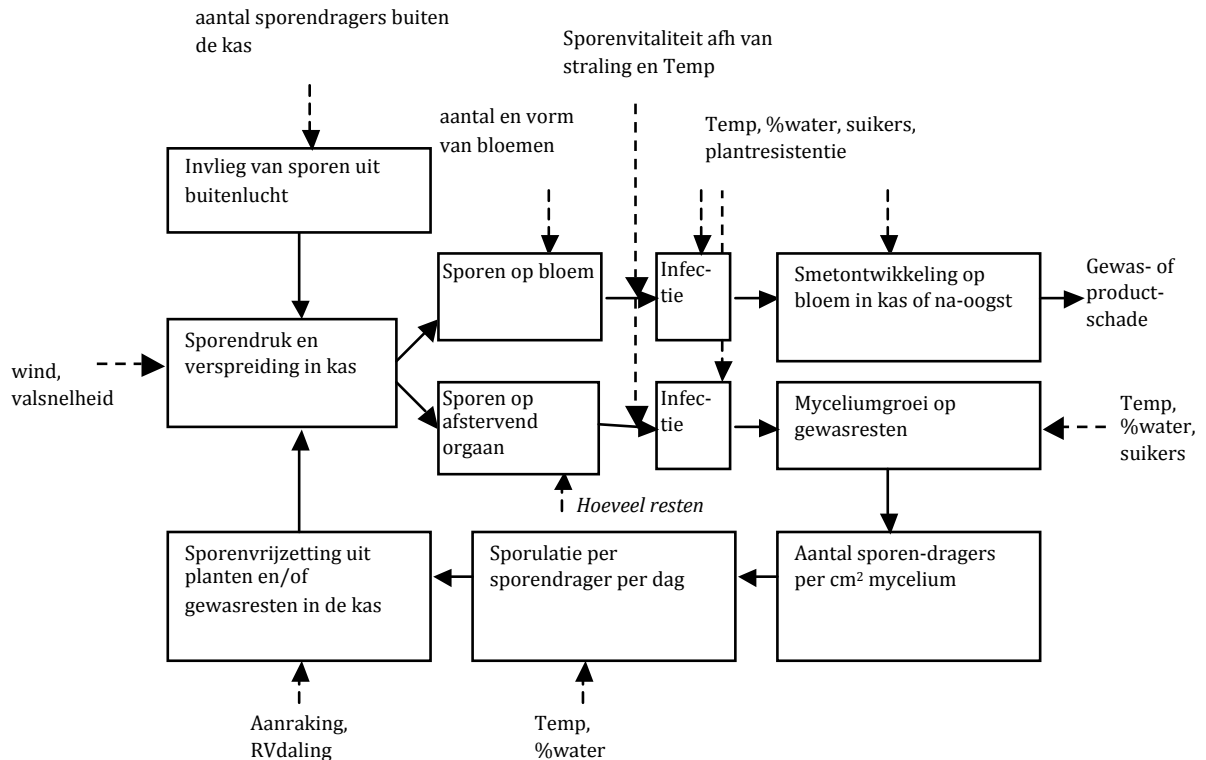 aantal sporendragers buiten
de kas
Sporenvitaliteit afh van
straling en Temp
aantal en vorm
van bloemen
Temp, %water, suikers,
plantresistentie
Invlieg van sporen uit
buitenlucht
Sporen op bloem
Infec-
tie
Smetontwikkeling op
bloem in kas of na-oogst
Gewas- of
product-
schade
wind,
valsnelheid
Sporendruk en
verspreiding in kas
Sporen op
afstervend
orgaan
Infec-
tie
Myceliumgroei op
gewasresten
Temp,
%water,
suikers
Hoeveel resten
Sporenvrijzetting uit
planten en/of
gewasresten in de kas
Sporulatie per
sporendrager per dag
Aantal sporen-dragers
per cm² mycelium
Aanraking,
RVdaling
Temp,
%water